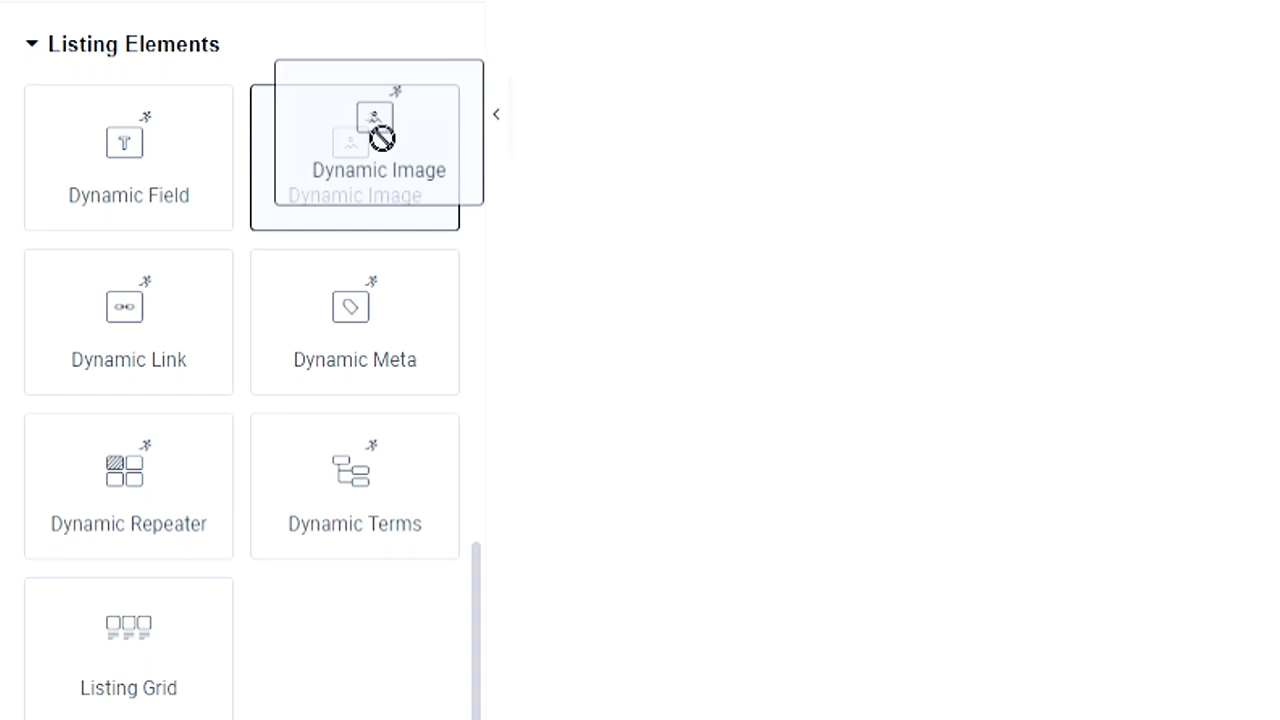 Listing Elements
Dynamic Field
Dynamic Image
Dynamic Image
Dynamic Link
Dynamic Meta
Dynamic Repeater
Dynamic Terms
Listing Grid